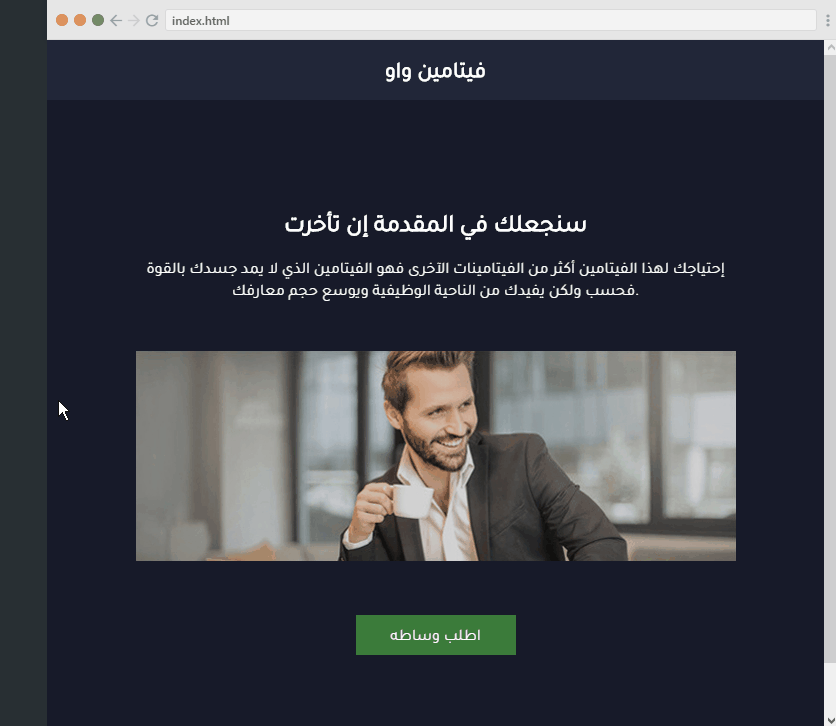 index.html
فيتامين واو
سنجعلك في المقدمة إن تأخرت
إحتياجك لهذا الفيتامين أكثر من الفيتامينات الآخرى فهو الفيتامين الذي لا يمد جسدك بالقوة
.فحسب ولكن يفيدك من الناحية الوظيفية ويوسع حجم معارفك
اطلب وساطه